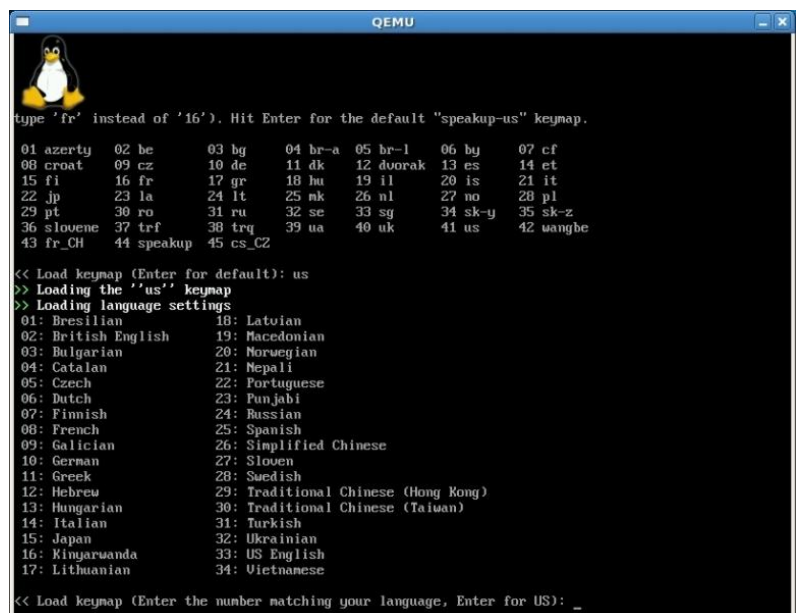 QEMU
type 'fr' instead of '16'). Hit Enter for the default "speakup-us" keymap.
01 azerty 02 be 03 bg 04 br-a 05 br-l 06 by 07 cf
08 croat 09 cz 10 de 11 dk 12 dvorak 13 es 14 et
15 fi 16 fr 17 gr 18 hu 19 il 20 is 21 it
22 jp 23 la 24 lt 25 mk 26 nl 27 no 28 pl
29 pt 30 ro 31 ru 32 se 33 sg 34 sk-y 35 sk-z
36 slovene 37 trf 38 trq 39 ua 40 uk 41 us 42 wangbe
43 fr_CH 44 speakup 45 cs_CZ
<< Load keymap (Enter for default): us
>> Loading the ''us'' keymap
>> Loading language settings
01: Bresilian 18: Latvian
02: British English 19: Macedonian
03: Bulgarian 20: Norwegian
04: Catalan 21: Nepali
05: Czech 22: Portuguese
06: Dutch 23: Punjabi
07: Finnish 24: Russian
08: French 25: Spanish
09: Galician 26: Simplified Chinese
10: German 27: Sloven
11: Greek 28: Swedish
12: Hebrew 29: Traditional Chinese (Hong Kong)
13: Hungarian 30: Traditional Chinese (Taiwan)
14: Italian 31: Turkish
15: Japan 32: Ukrainian
16: Kinyarwanda 33: US English
17: Lithuanian 34: Vietnamese
<< Load keymap (Enter the number matching your language, Enter for US): _